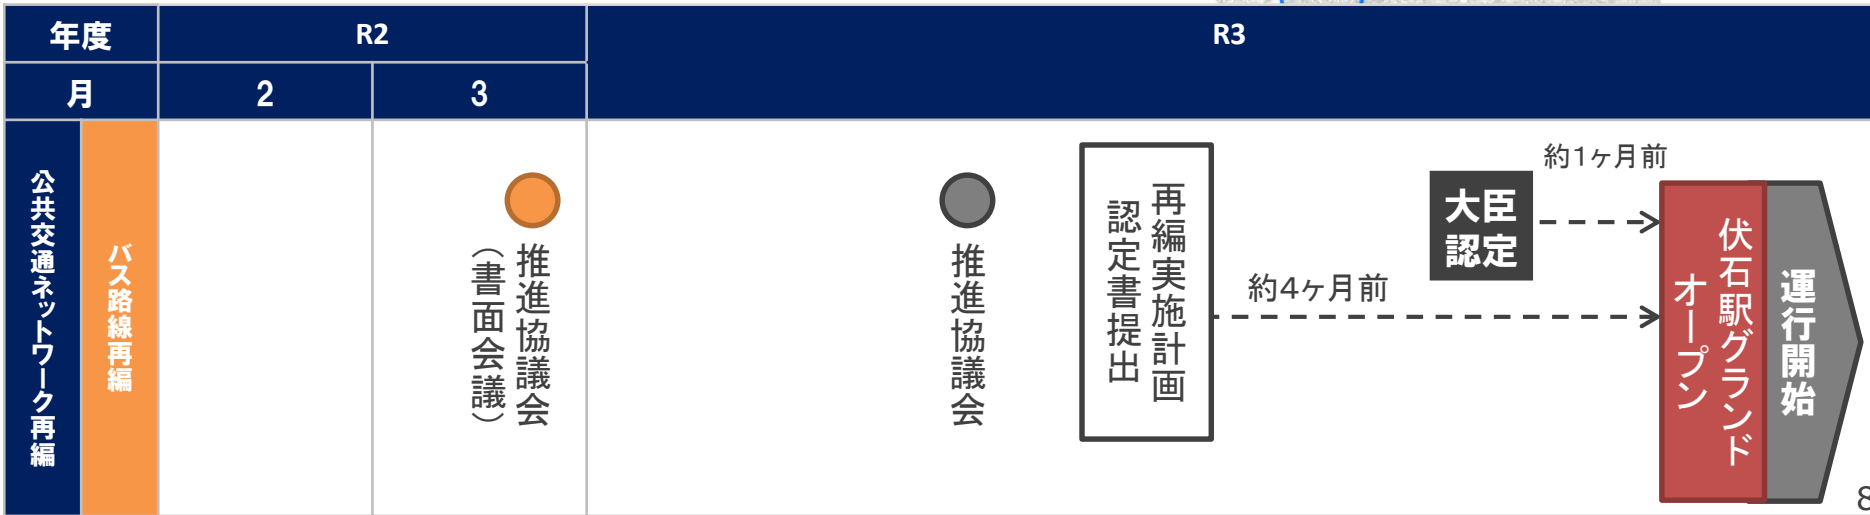 年度
R2
R3
月
2
3
公共交通ネットワーク再編
バス路線再編
推進協議会
（書面会議）
推進協議会
再編実施計画
認定書提出
約4ヶ月前
大臣
認定
約1ヶ月前
伏石駅グランド
オープン
運行開始
8